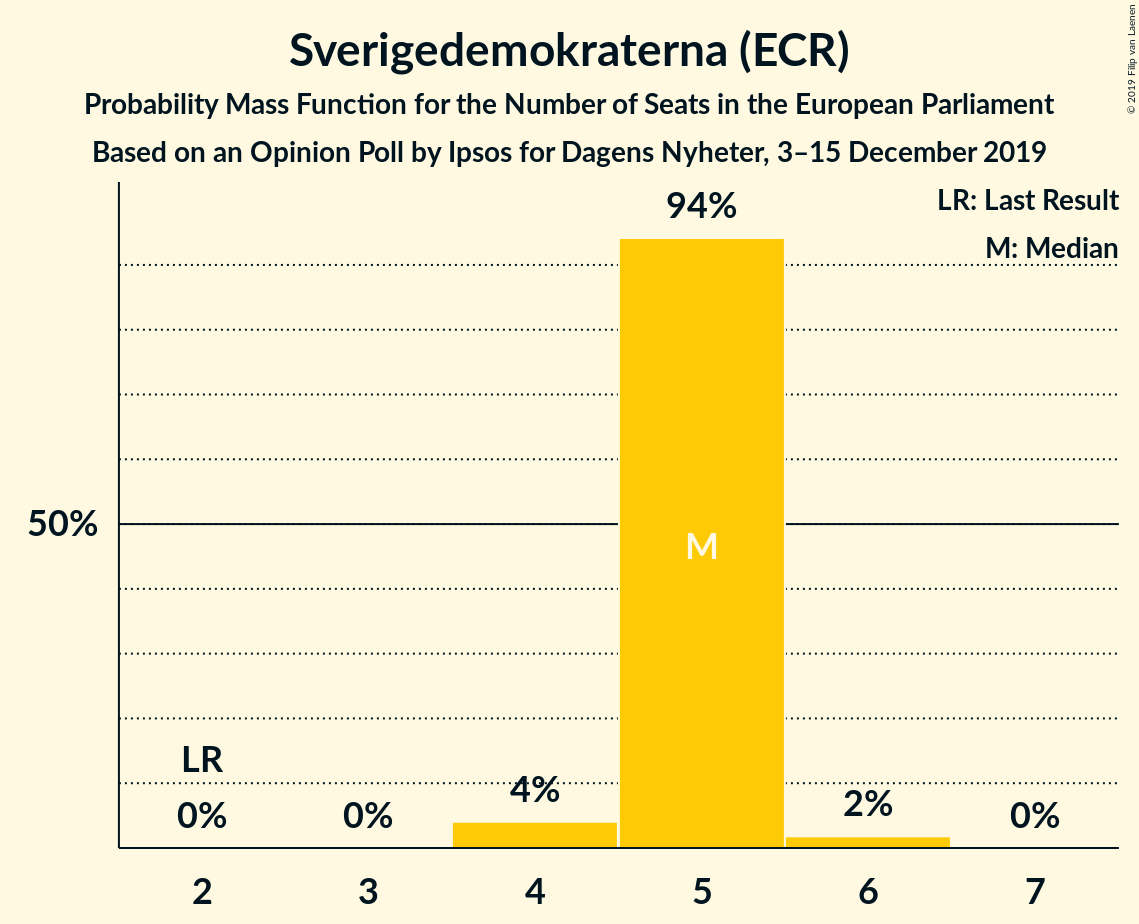 Sverigedemokraterna (ECR)
Probability Mass Function for the Number of Seats in the European Parliament
Based on an Opinion Poll by Ipsos for Dagens Nyheter, 3–15 December 2019
© 2019 Filip van Laenen
LR: Last Result
M: Median
94%
50%
M
LR
0%
0%
4%
2%
0%
2
3
4
5
6
7